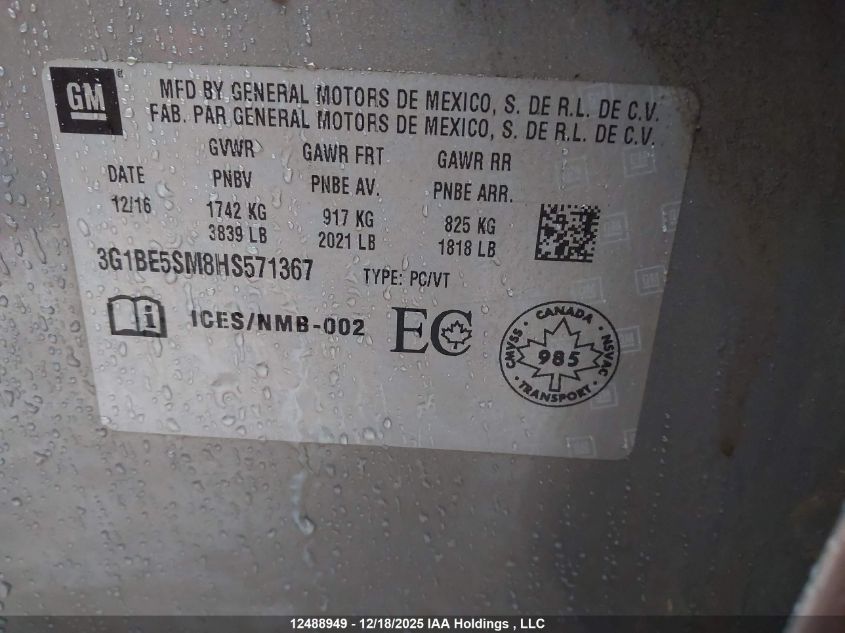 GM
MFD BY GENERAL MOTORS DE MEXICO, S. DE R.L. DE C.V.
FAB. PAR GENERAL MOTORS DE MEXICO, S. DE R.L. DE C.V.
GVWR GAWR FRT GAWR RR
DATE PNBV PNBE AV. PNBE ARR.
12/16 1742 KG 917 KG 825 KG
3839 LB 2021 LB 1818 LB
3G1BE5SM8HS571367 TYPE: PC/VT
i ICES/NMB-002 EC
CANADA
CMVSS 985 NSVAC
TRANSPORT
12488949 - 12/18/2025 IAA Holdings , LLC